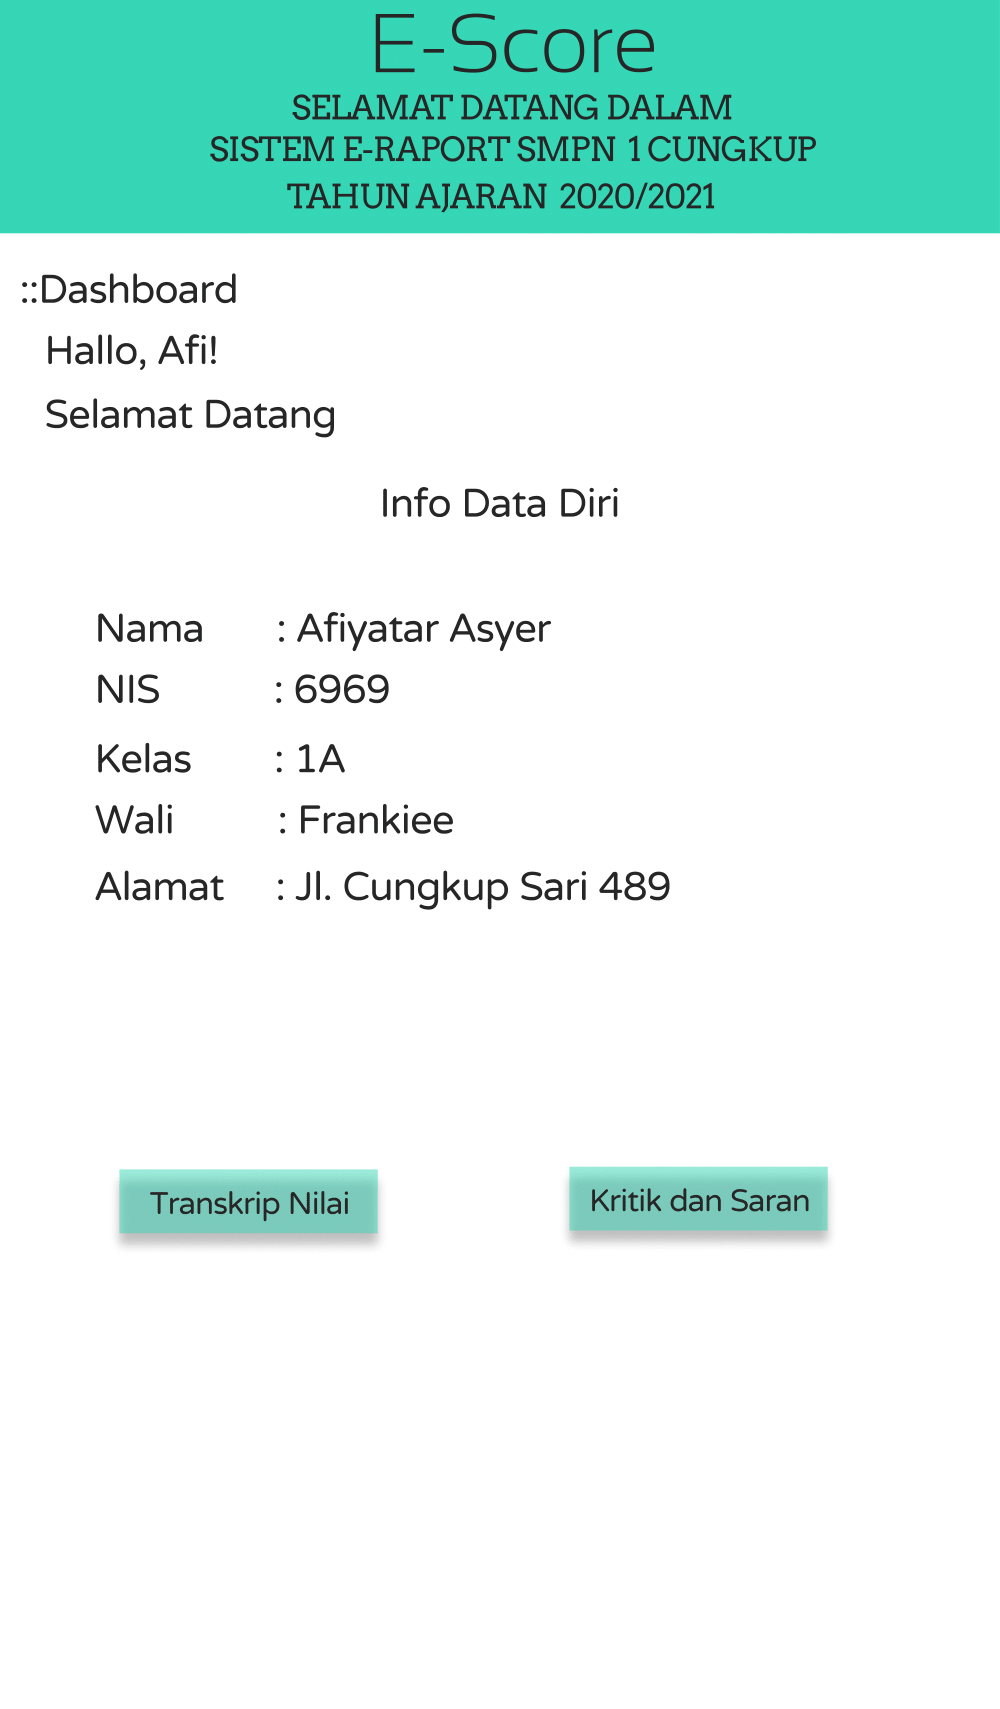 E-Score
SELAMAT DATANG DALAM
SISTEM E-RAPORT SMPN 1 CUNGKUP
TAHUN AJARAN 2020/2021
::Dashboard
Hallo, Afi!
Selamat Datang
Info Data Diri
Nama : Afiyatar Asyer
NIS : 6969
Kelas : 1A
Wali : Frankiee
Alamat : Jl. Cungkup Sari 489
Transkrip Nilai
Kritik dan Saran